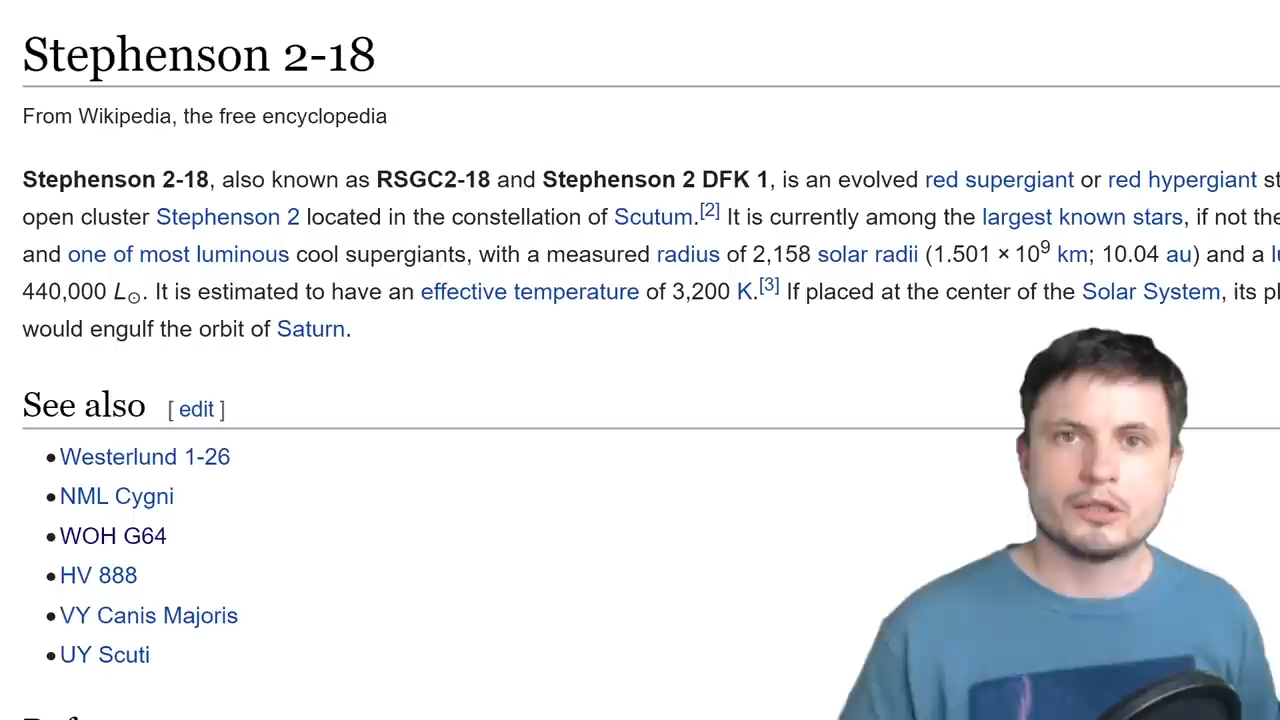 Stephenson 2-18
From Wikipedia, the free encyclopedia
Stephenson 2-18, also known as RSGC2-18 and Stephenson 2 DFK 1, is an evolved red supergiant or red hypergiant
open cluster Stephenson 2 located in the constellation of Scutum.[2] It is currently among the largest known stars, if not the
and one of most luminous cool supergiants, with a measured radius of 2,158 solar radii (1.501 × 10⁹ km; 10.04 au) and a
440,000 L☉. It is estimated to have an effective temperature of 3,200 K.[3] If placed at the center of the Solar System, its
would engulf the orbit of Saturn.
See also [ edit ]
• Westerlund 1-26
• NML Cygni
• WOH G64
• HV 888
• VY Canis Majoris
• UY Scuti